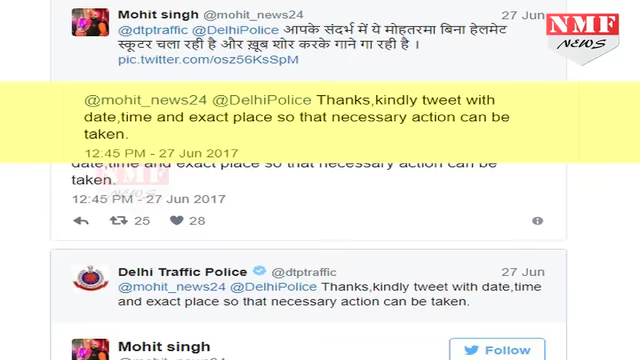 Mohit singh @mohit_news24 27 Jun
@dtptraffic @DelhiPolice आपके संदर्भ में ये मोहतरमा बिना हेलमेट
स्कूटर चला रही है और ख़ूब शोर करके गाने गा रही है ।
pic.twitter.com/osz56KsSpM
NMF
NEWS
@mohit_news24 @DelhiPolice Thanks,kindly tweet with
date,time and exact place so that necessary action can be
taken.
12:45 PM - 27 Jun 2017
date,time and exact place so that necessary action can be
taken.
NMF
NEWS
12:45 PM - 27 Jun 2017
25 28
Delhi Traffic Police @dtptraffic 27 Jun
@mohit_news24 @DelhiPolice Thanks,kindly tweet with date,time
and exact place so that necessary action can be taken.
Mohit singh
@mohit_news24
Follow